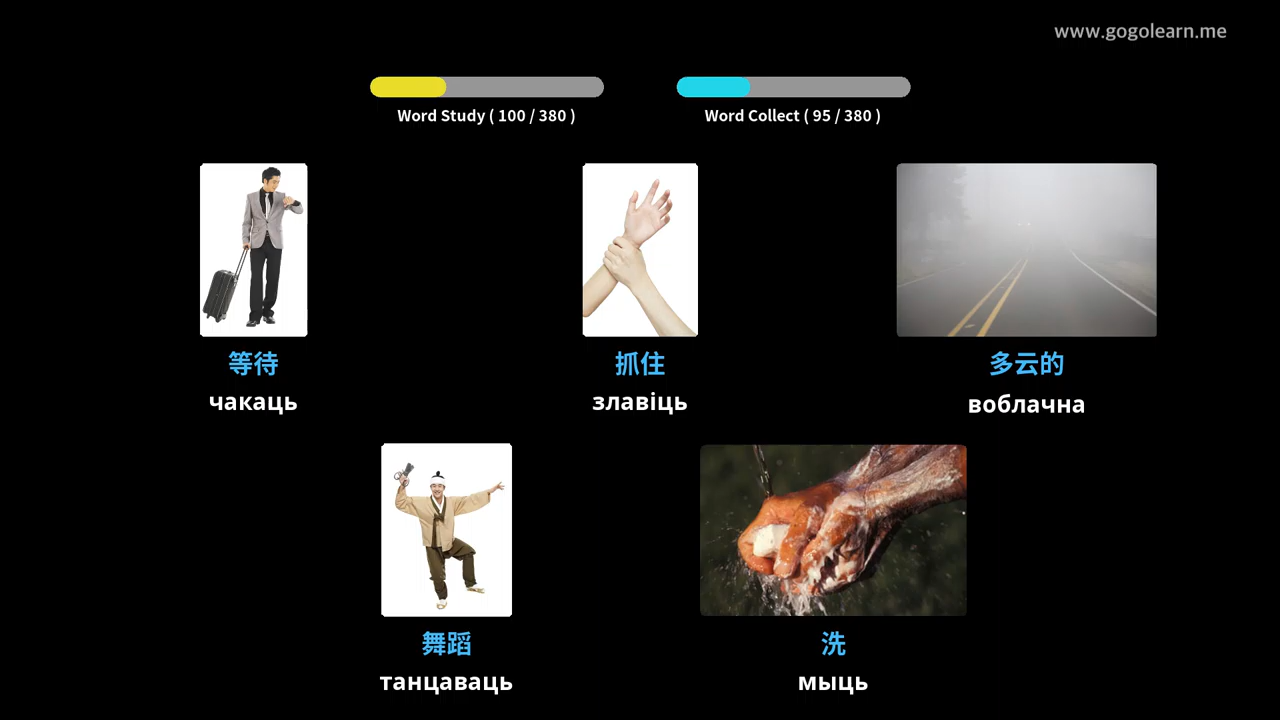 www.gogolearn.me
Word Study ( 100 / 380 )
Word Collect ( 95 / 380 )
等待
чакаць
抓住
злавіць
多云的
воблачна
舞蹈
танцаваць
洗
мыць